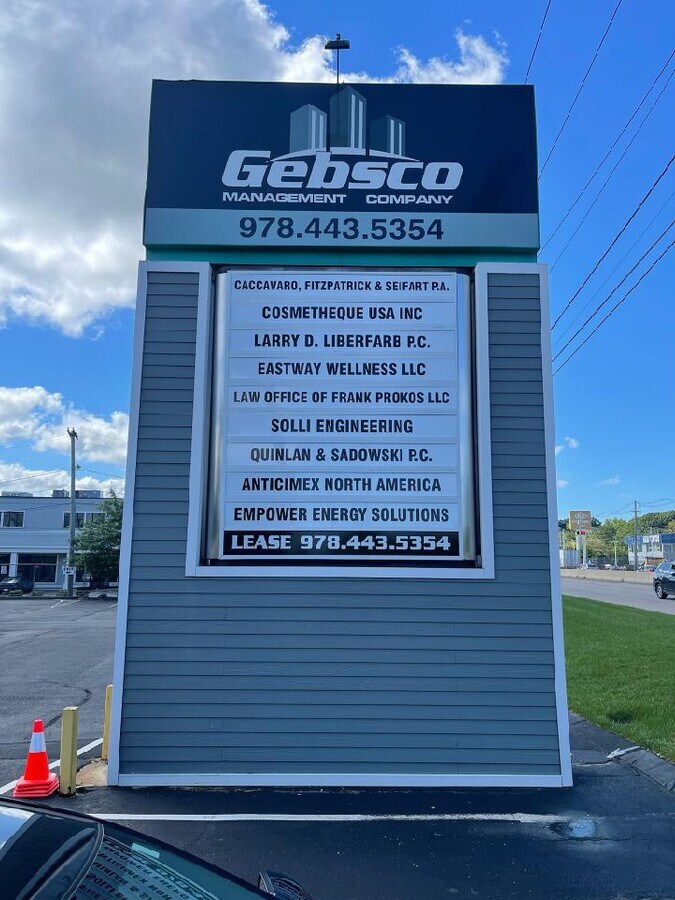 Gebsco
MANAGEMENT COMPANY
978.443.5354
CACCAVARO, FITZPATRICK & SEIFART P.A.
COSMETHEQUE USA INC
LARRY D. LIBERFARB P.C.
EASTWAY WELLNESS LLC
LAW OFFICE OF FRANK PROKOS LLC
SOLLI ENGINEERING
QUINLAN & SADOWSKI P.C.
ANTICIMEX NORTH AMERICA
EMPOWER ENERGY SOLUTIONS
LEASE 978.443.5354